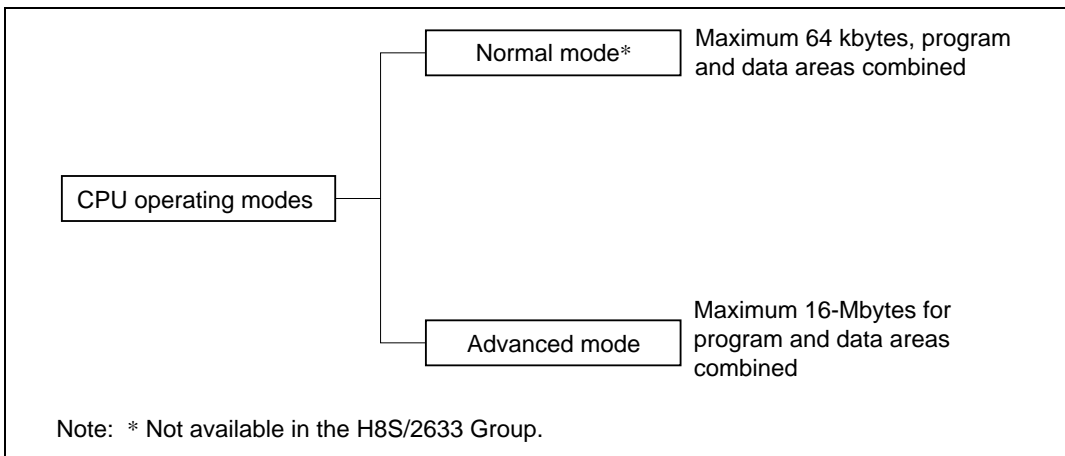 Normal mode*
Maximum 64 kbytes, program
and data areas combined
CPU operating modes
Advanced mode
Maximum 16-Mbytes for
program and data areas
combined
Note: * Not available in the H8S/2633 Group.